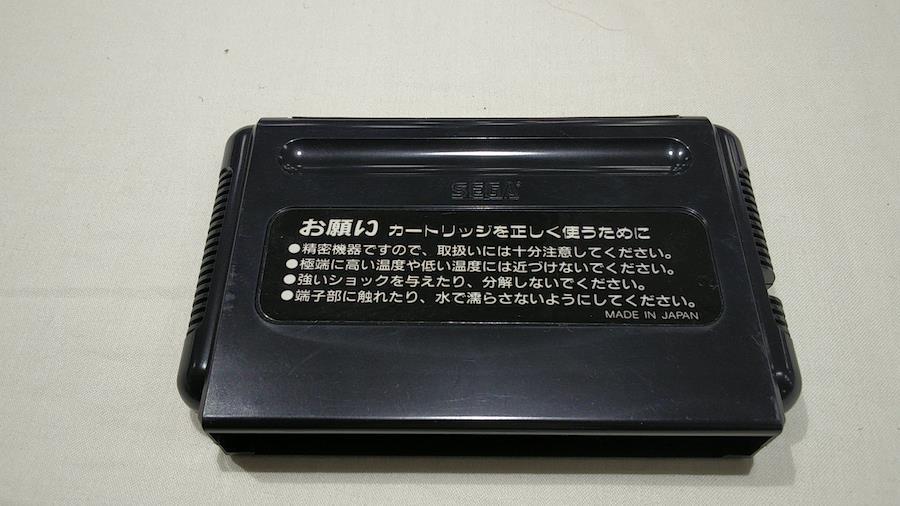 SEGA
お願い カートリッジを正しく使うために
●精密機器ですので、取扱いには十分注意してください。
●極端に高い温度や低い温度には近づけないでください。
●強いショックを与えたり、分解しないでください。
●端子部に触れたり、水で濡らさないようにしてください。
MADE IN JAPAN